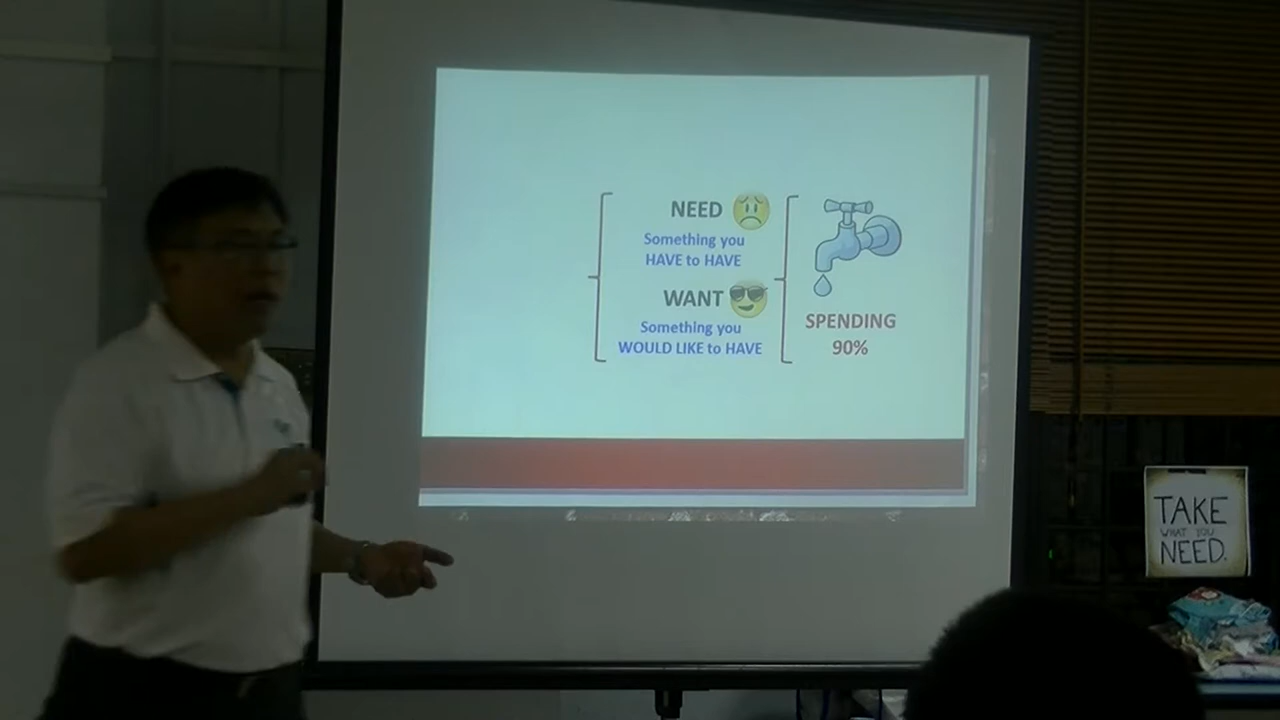 NEED
Something you
HAVE to HAVE
WANT
Something you
WOULD LIKE to HAVE
SPENDING
90%
TAKE
WHAT YOU
NEED.